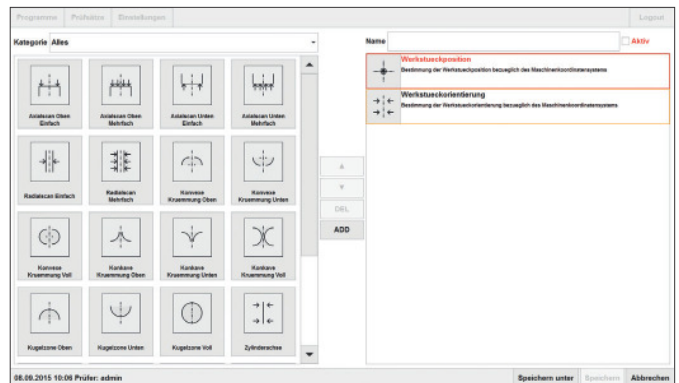 Programme Prüfsätze Einstellungen Logout
Kategorie Alles
Name
Aktiv
Axialscan Oben Einfach
Axialscan Oben Mehrfach
Axialscan Unten Einfach
Axialscan Unten Mehrfach
Radialscan Einfach
Radialscan Mehrfach
Konvexe Kruemmung Oben
Konvexe Kruemmung Unten
Konvexe Kruemmung Voll
Konkave Kruemmung Oben
Konkave Kruemmung Unten
Konkave Kruemmung Voll
Kugelzone Oben
Kugelzone Unten
Kugelzone Voll
Zylinderachse
DEL
ADD
Werkstueckposition
Bestimmung der Werkstueckposition bezueglich des Maschinenkoordinatensystems
Werkstueckorientierung
Bestimmung der Werkstueckorientierung bezueglich des Maschinenkoordinatensystems
08.09.2015 10:06 Prüfer: admin
Speichern unter Speichern Abbrechen